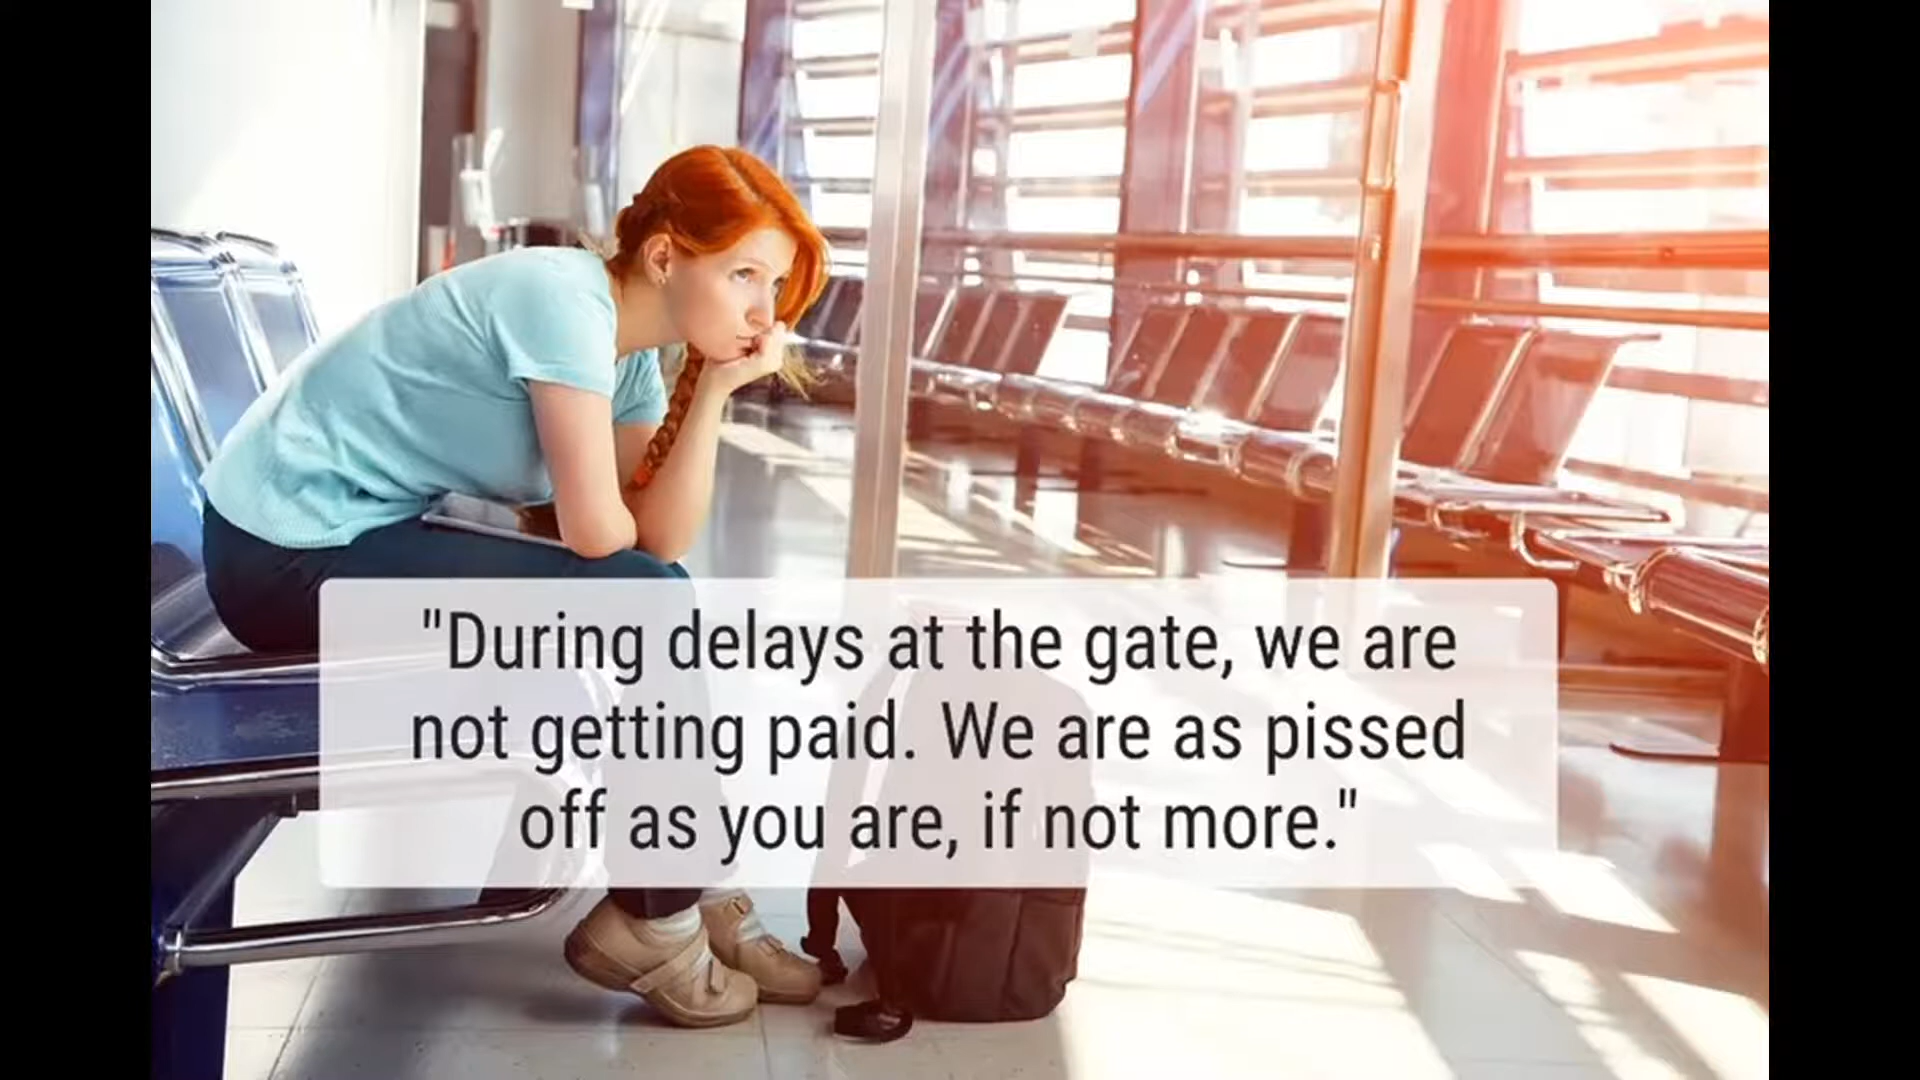 "During delays at the gate, we are
not getting paid. We are as pissed
off as you are, if not more."